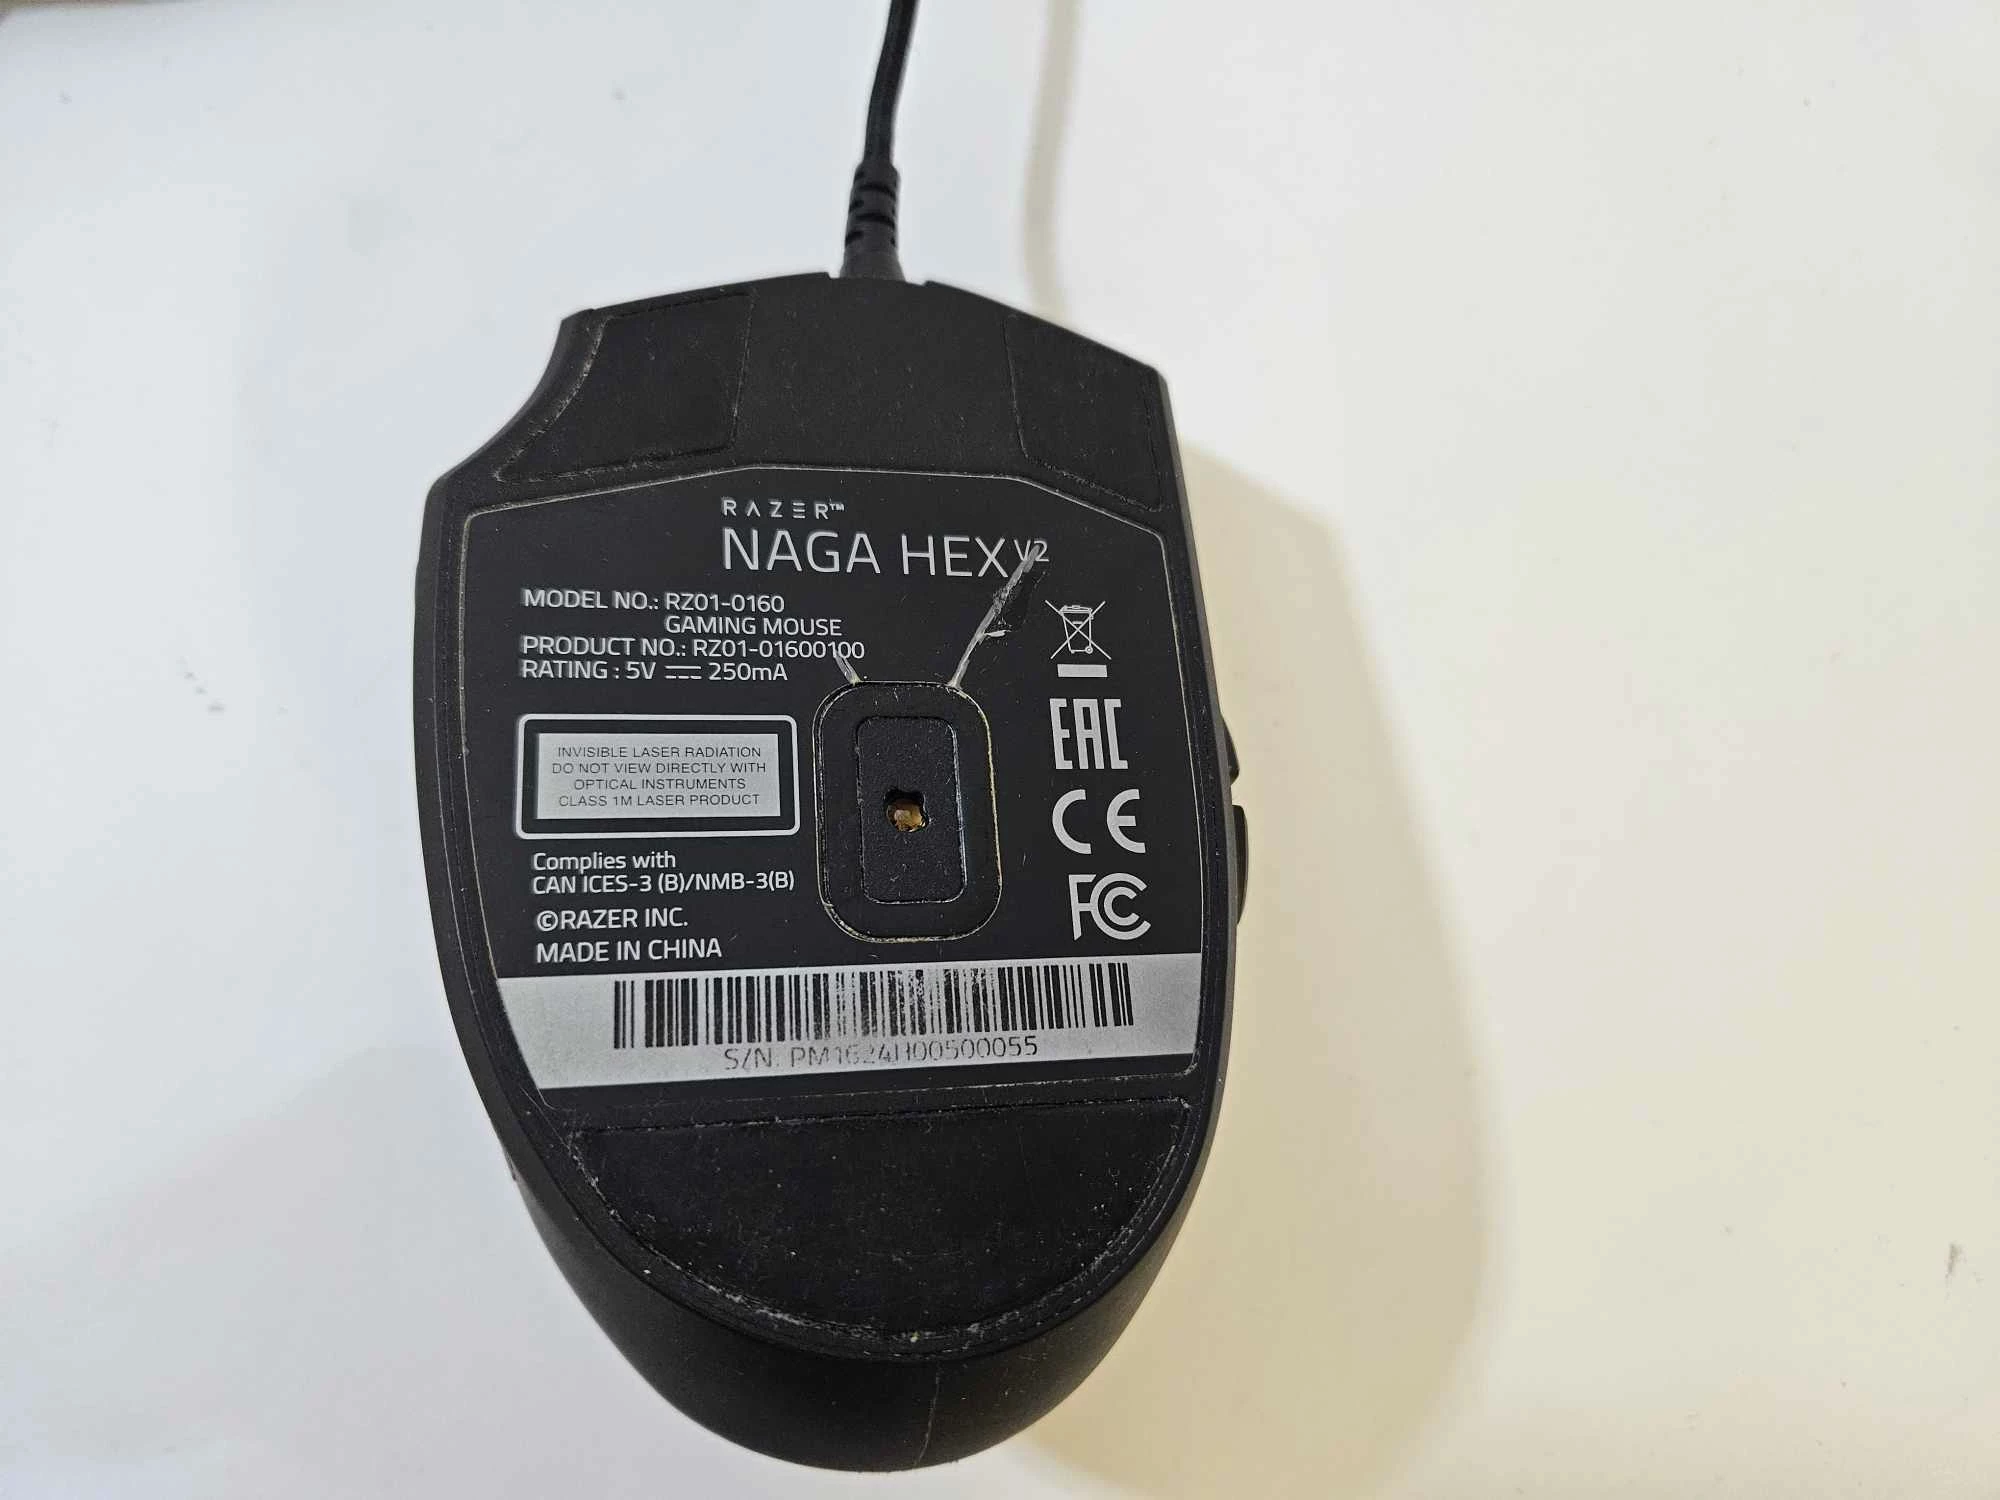 RAZER™
NAGA HEX V2
MODEL NO.: RZ01-0160
GAMING MOUSE
PRODUCT NO.: RZ01-01600100
RATING : 5V ⎓ 250mA
INVISIBLE LASER RADIATION
DO NOT VIEW DIRECTLY WITH
OPTICAL INSTRUMENTS
CLASS 1M LASER PRODUCT
EAC
CE
Complies with
CAN ICES-3 (B)/NMB-3(B)
FC
©RAZER INC.
MADE IN CHINA
S/N. PM1624H00500055